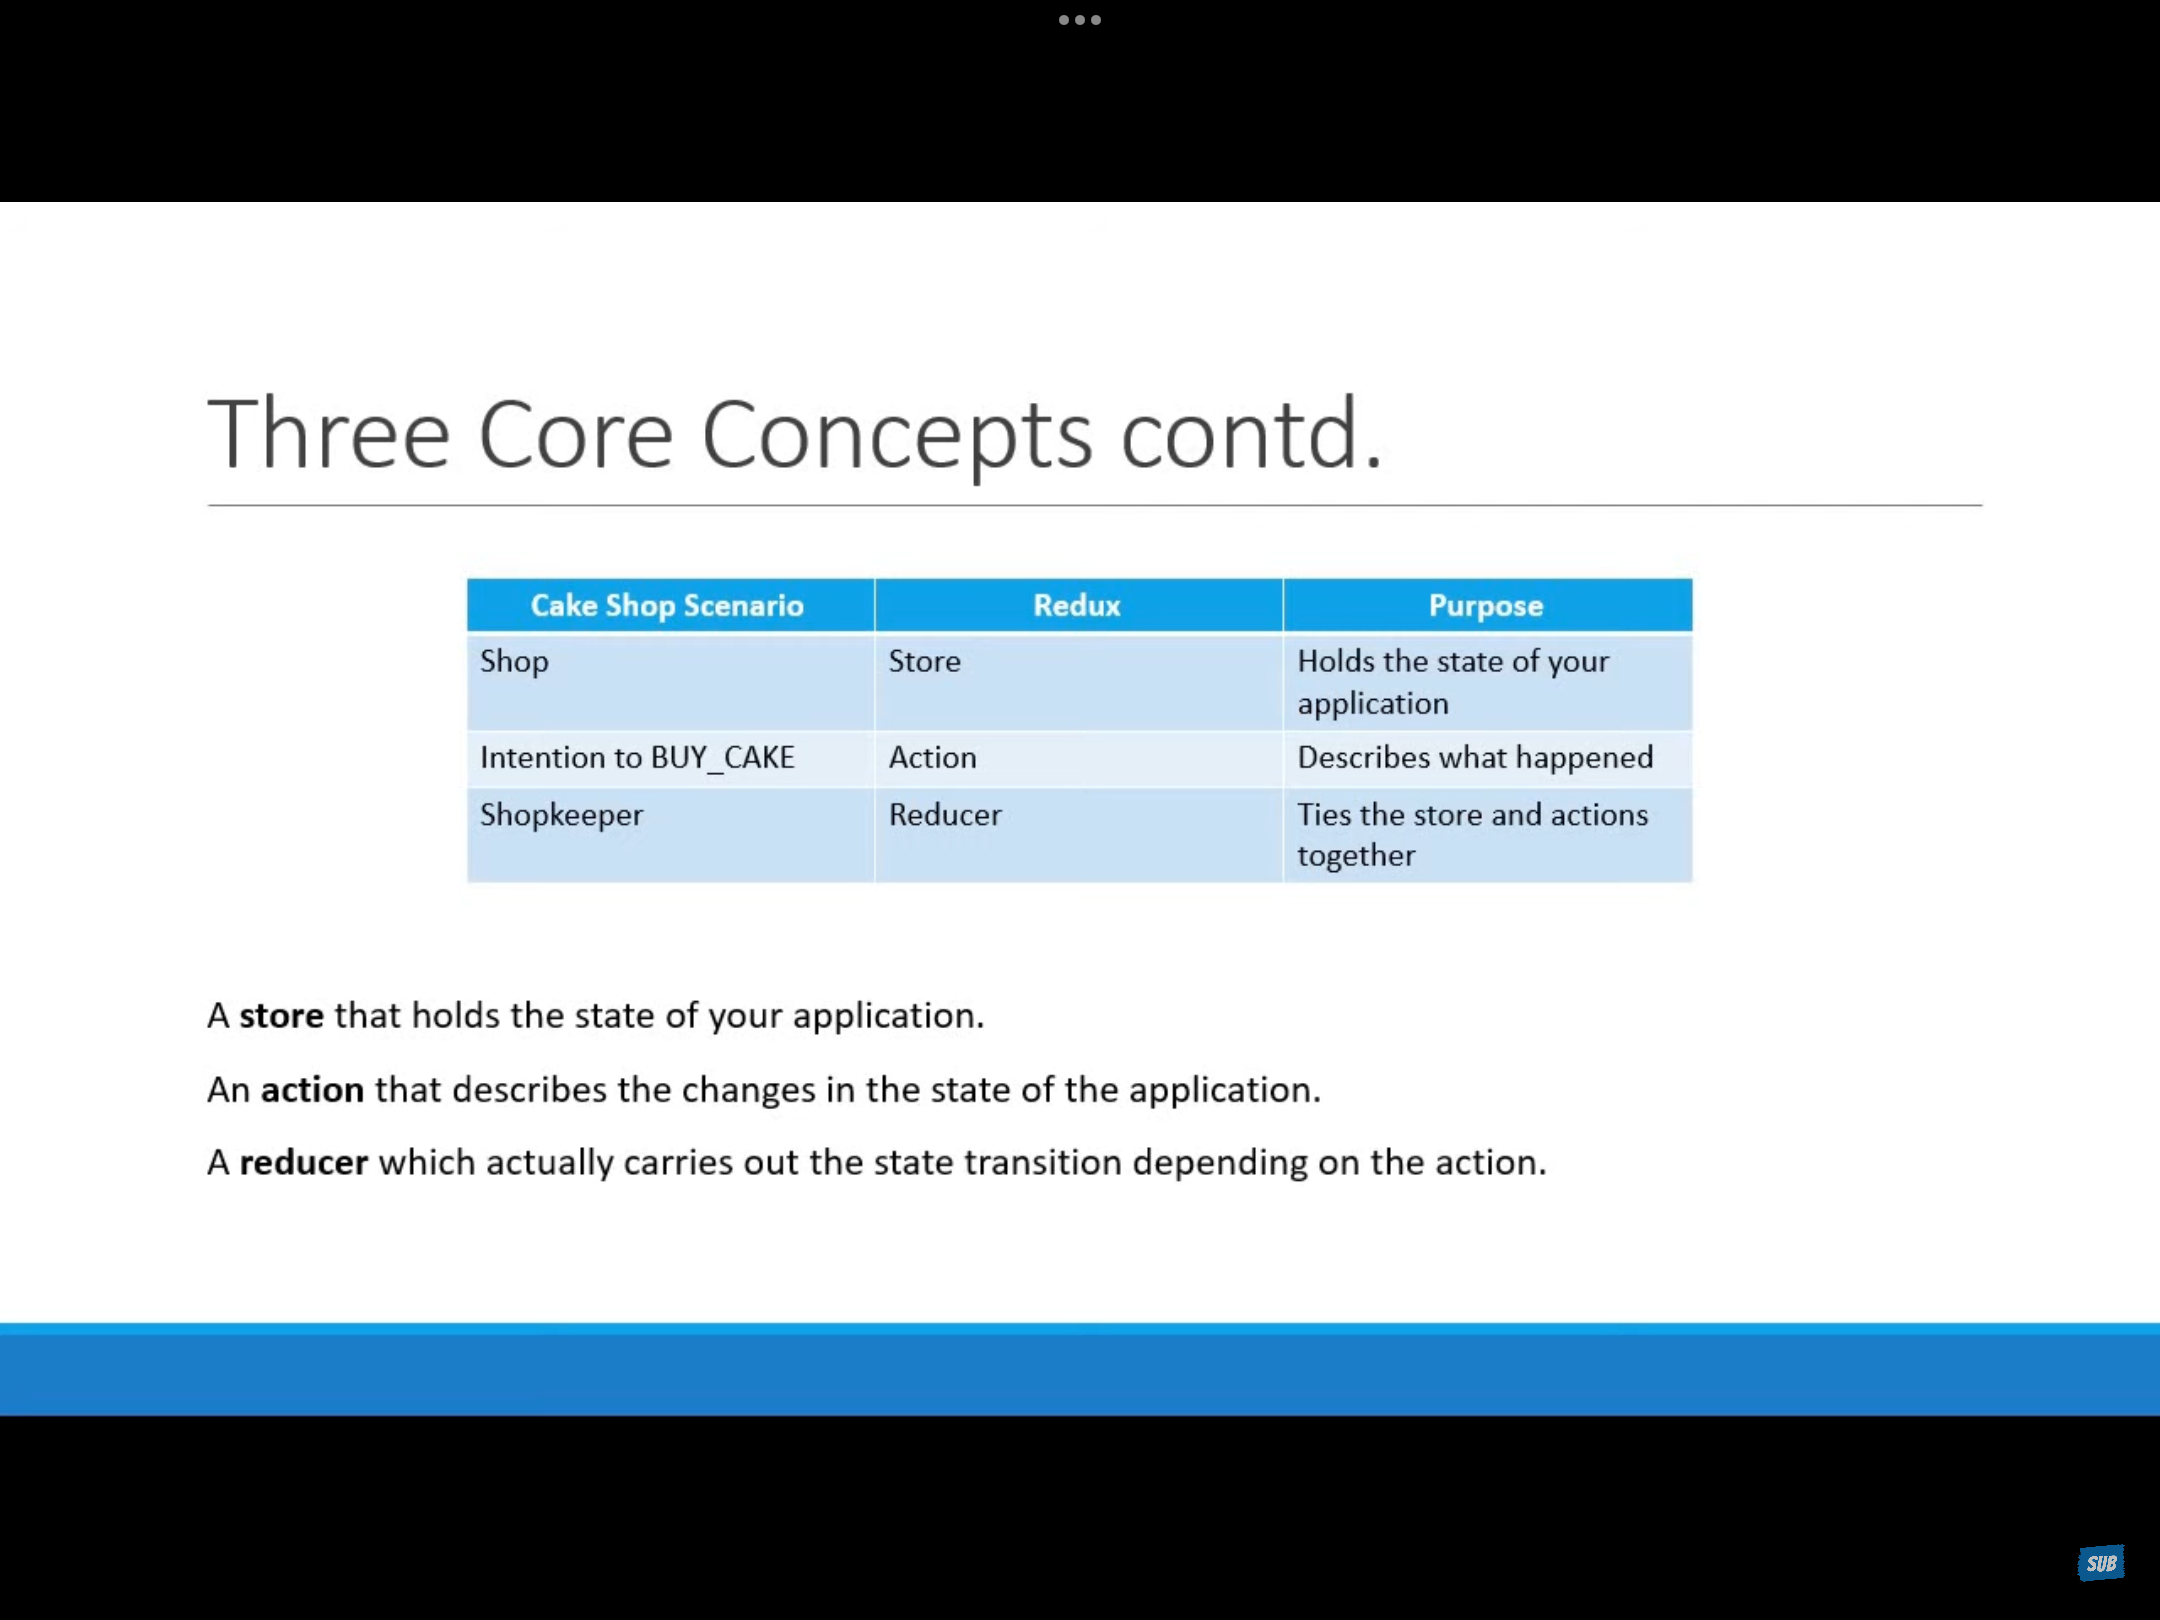 Three Core Concepts contd.
Cake Shop Scenario Redux Purpose
Shop Store Holds the state of your
application
Intention to BUY_CAKE Action Describes what happened
Shopkeeper Reducer Ties the store and actions
together
A store that holds the state of your application.
An action that describes the changes in the state of the application.
A reducer which actually carries out the state transition depending on the action.
SUB